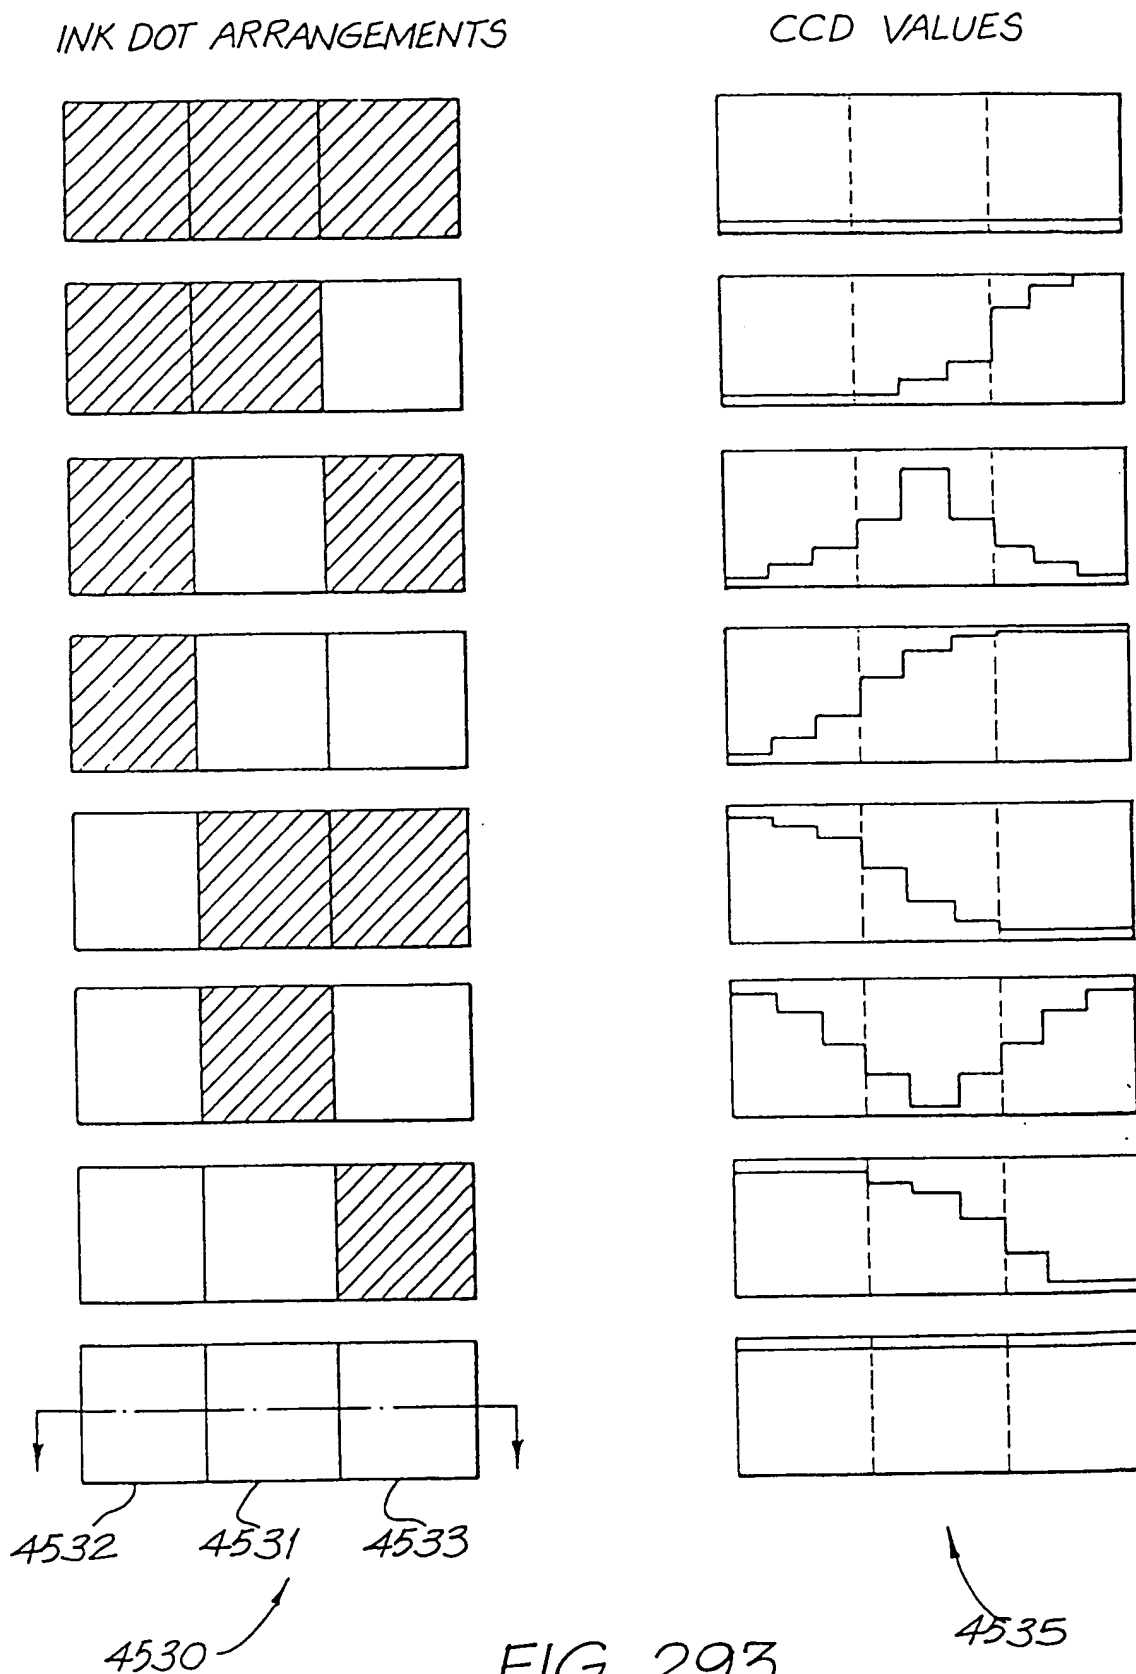 INK DOT ARRANGEMENTS
CCD VALUES
4532
4531
4533
4530
4535
FIG. 293